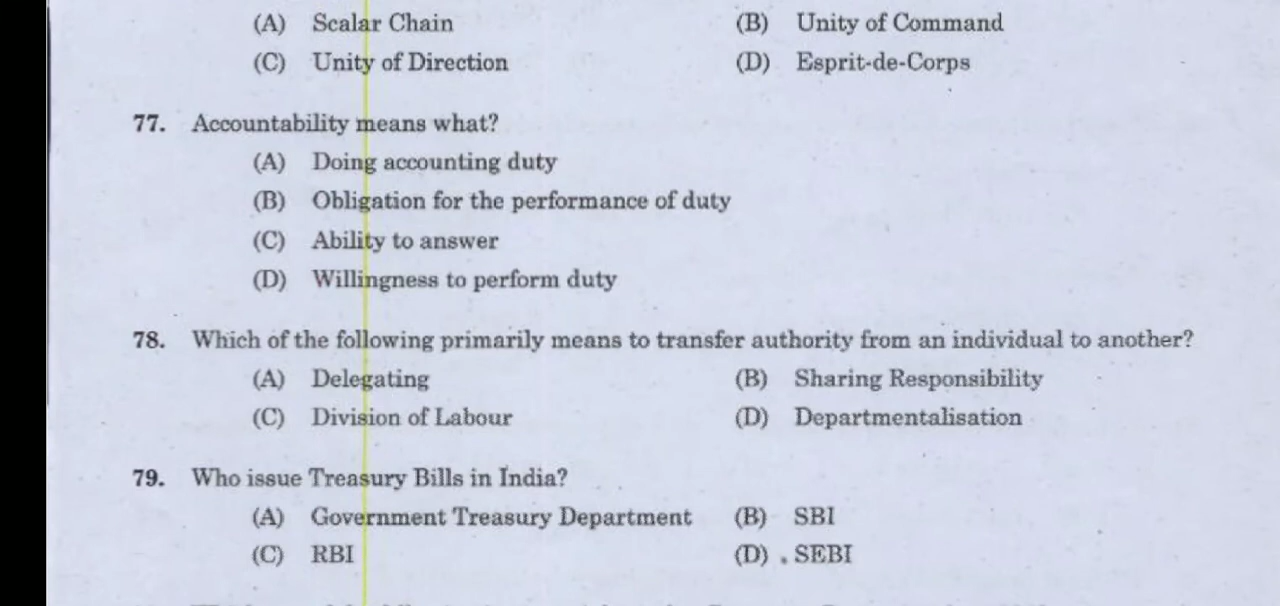 (A) Scalar Chain (B) Unity of Command
(C) Unity of Direction (D) Esprit-de-Corps
77. Accountability means what?
(A) Doing accounting duty
(B) Obligation for the performance of duty
(C) Ability to answer
(D) Willingness to perform duty
78. Which of the following primarily means to transfer authority from an individual to another?
(A) Delegating (B) Sharing Responsibility
(C) Division of Labour (D) Departmentalisation
79. Who issue Treasury Bills in India?
(A) Government Treasury Department (B) SBI
(C) RBI (D) SEBI